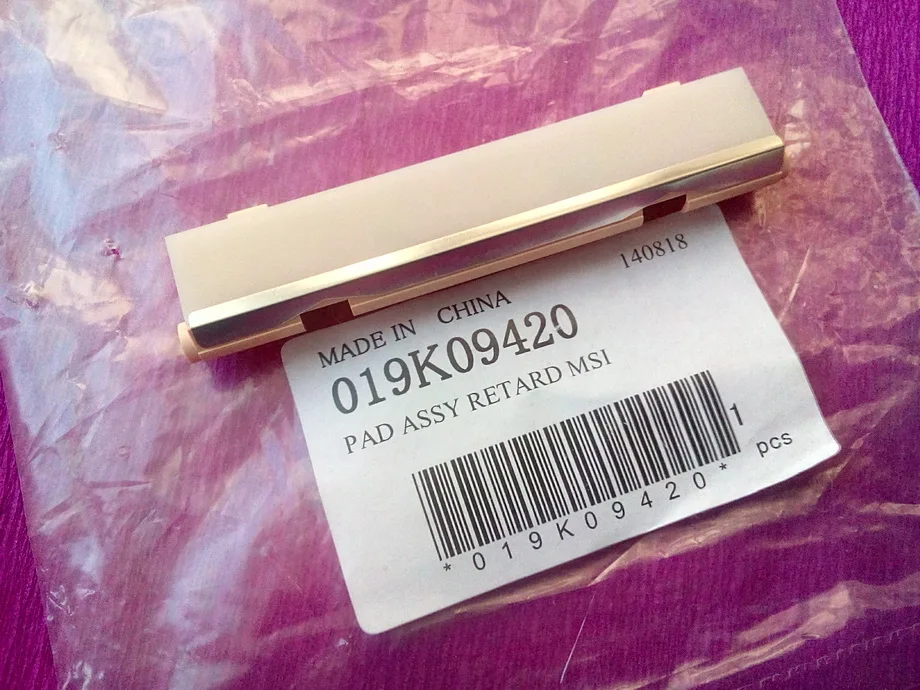 140818
MADE IN CHINA
019K09420
PAD ASSY RETARD MSI
1 pcs
*019K09420*